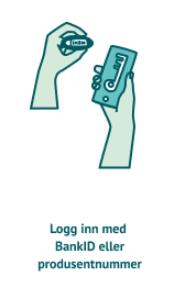 Logg inn med
BankID eller
produsentnummer